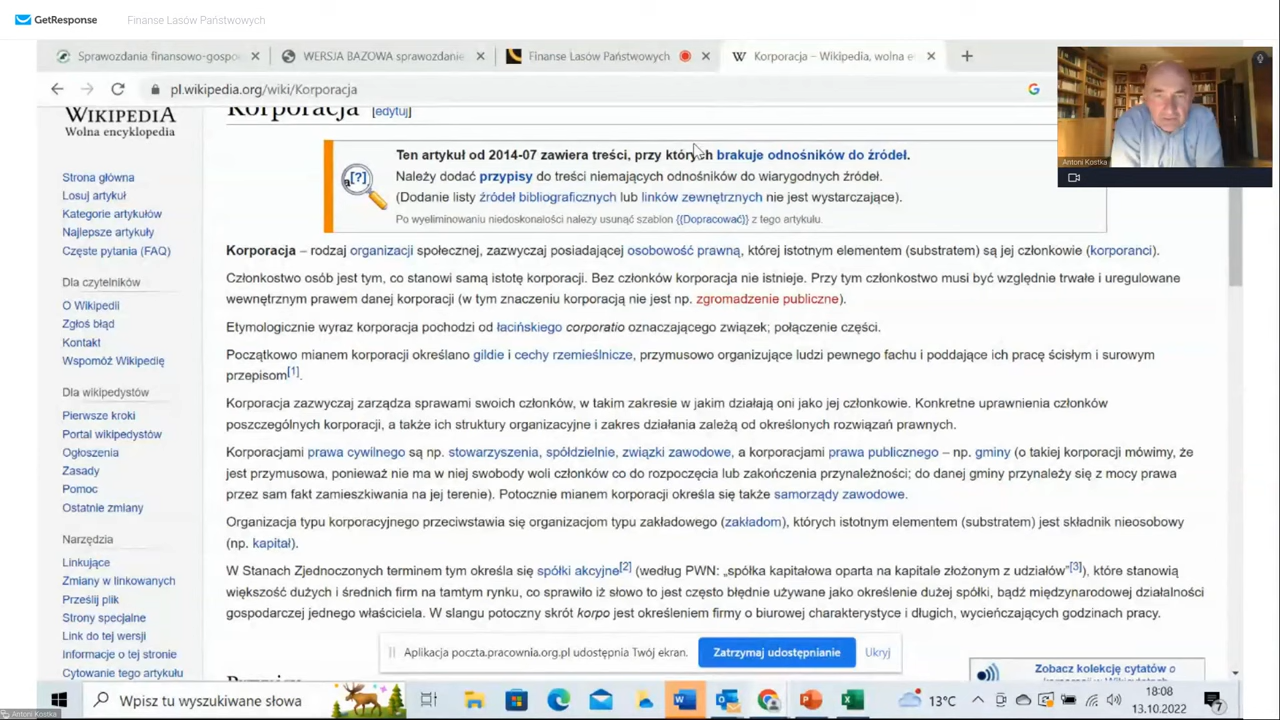 GetResponse Finanse Lasów Państwowych
Sprawozdania finansowo-gospo WERSJA BAZOWA sprawozdanie Finanse Lasów Państwowych Korporacja – Wikipedia, wolna e
pl.wikipedia.org/wiki/Korporacja
Antoni Kostka
WIKIPEDIA
Wolna encyklopedia
Strona główna
Losuj artykuł
Kategorie artykułów
Najlepsze artykuły
Częste pytania (FAQ)
Dla czytelników
O Wikipedii
Zgłoś błąd
Kontakt
Wspomóż Wikipedię
Dla wikipedystów
Pierwsze kroki
Portal wikipedystów
Ogłoszenia
Zasady
Pomoc
Ostatnie zmiany
Narzędzia
Linkujące
Zmiany w linkowanych
Prześlij plik
Strony specjalne
Link do tej wersji
Informacje o tej stronie
Cytowanie tego artykułu
Korporacja [edytuj]
Ten artykuł od 2014-07 zawiera treści, przy których brakuje odnośników do źródeł.
Należy dodać przypisy do treści niemających odnośników do wiarygodnych źródeł.
(Dodanie listy źródeł bibliograficznych lub linków zewnętrznych nie jest wystarczające).
Po wyeliminowaniu niedoskonałości należy usunąć szablon {{Dopracować}} z tego artykułu.
Korporacja – rodzaj organizacji społecznej, zazwyczaj posiadającej osobowość prawną, której istotnym elementem (substratem) są jej członkowie (korporanci).
Członkostwo osób jest tym, co stanowi samą istotę korporacji. Bez członków korporacja nie istnieje. Przy tym członkostwo musi być względnie trwałe i uregulowane
wewnętrznym prawem danej korporacji (w tym znaczeniu korporacją nie jest np. zgromadzenie publiczne).
Etymologicznie wyraz korporacja pochodzi od łacińskiego corporatio oznaczającego związek; połączenie części.
Początkowo mianem korporacji określano gildie i cechy rzemieślnicze, przymusowo organizujące ludzi pewnego fachu i poddające ich pracę ścisłym i surowym
przepisom[1].
Korporacja zazwyczaj zarządza sprawami swoich członków, w takim zakresie w jakim działają oni jako jej członkowie. Konkretne uprawnienia członków
poszczególnych korporacji, a także ich struktury organizacyjne i zakres działania zależą od określonych rozwiązań prawnych.
Korporacjami prawa cywilnego są np. stowarzyszenia, spółdzielnie, związki zawodowe, a korporacjami prawa publicznego – np. gminy (o takiej korporacji mówimy, że
jest przymusowa, ponieważ nie ma w niej swobody woli członków co do rozpoczęcia lub zakończenia przynależności; do danej gminy przynależy się z mocy prawa
przez sam fakt zamieszkiwania na jej terenie). Potocznie mianem korporacji określa się także samorządy zawodowe.
Organizacja typu korporacyjnego przeciwstawia się organizacjom typu zakładowego (zakładom), których istotnym elementem (substratem) jest składnik nieosobowy
(np. kapitał).
W Stanach Zjednoczonych terminem tym określa się spółki akcyjne[2] (według PWN: „spółka kapitałowa oparta na kapitale złożonym z udziałów”[3]), które stanowią
większość dużych i średnich firm na tamtym rynku, co sprawiło iż słowo to jest często błędnie używane jako określenie dużej spółki, bądź międzynarodowej działalności
gospodarczej jednego właściciela. W slangu potoczny skrót korpo jest określeniem firmy o biurowej charakterystyce i długich, wycieńczających godzinach pracy.
Aplikacja poczta.pracownia.org.pl udostępnia Twój ekran. Zatrzymaj udostępnianie Ukryj
Zobacz kolekcję cytatów o
Wpisz tu wyszukiwane słowa
13°C
18:08
13.10.2022
7
Antoni Kostka